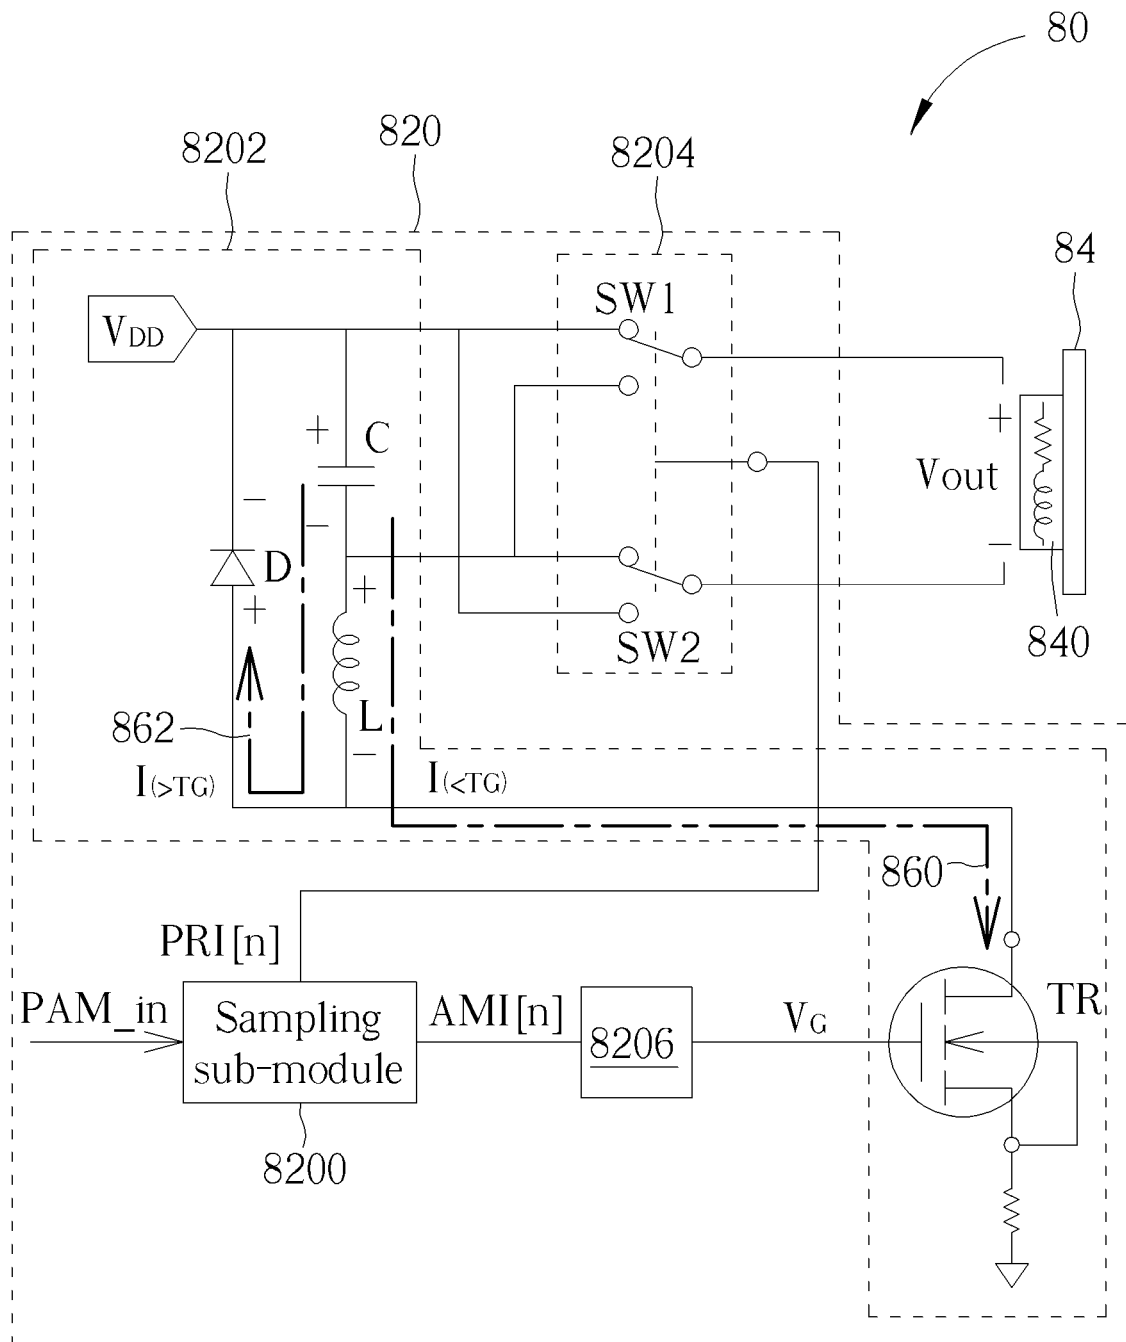 80
820
8202
8204
84
SW1
VDD
+
C
+
−
Vout
−
D
−
+
+
−
SW2
840
862
L
−
I(>TG)
I(<TG)
860
PRI[n]
PAM_in
Sampling
sub-module
AMI[n]
8206
VG
TR
8200